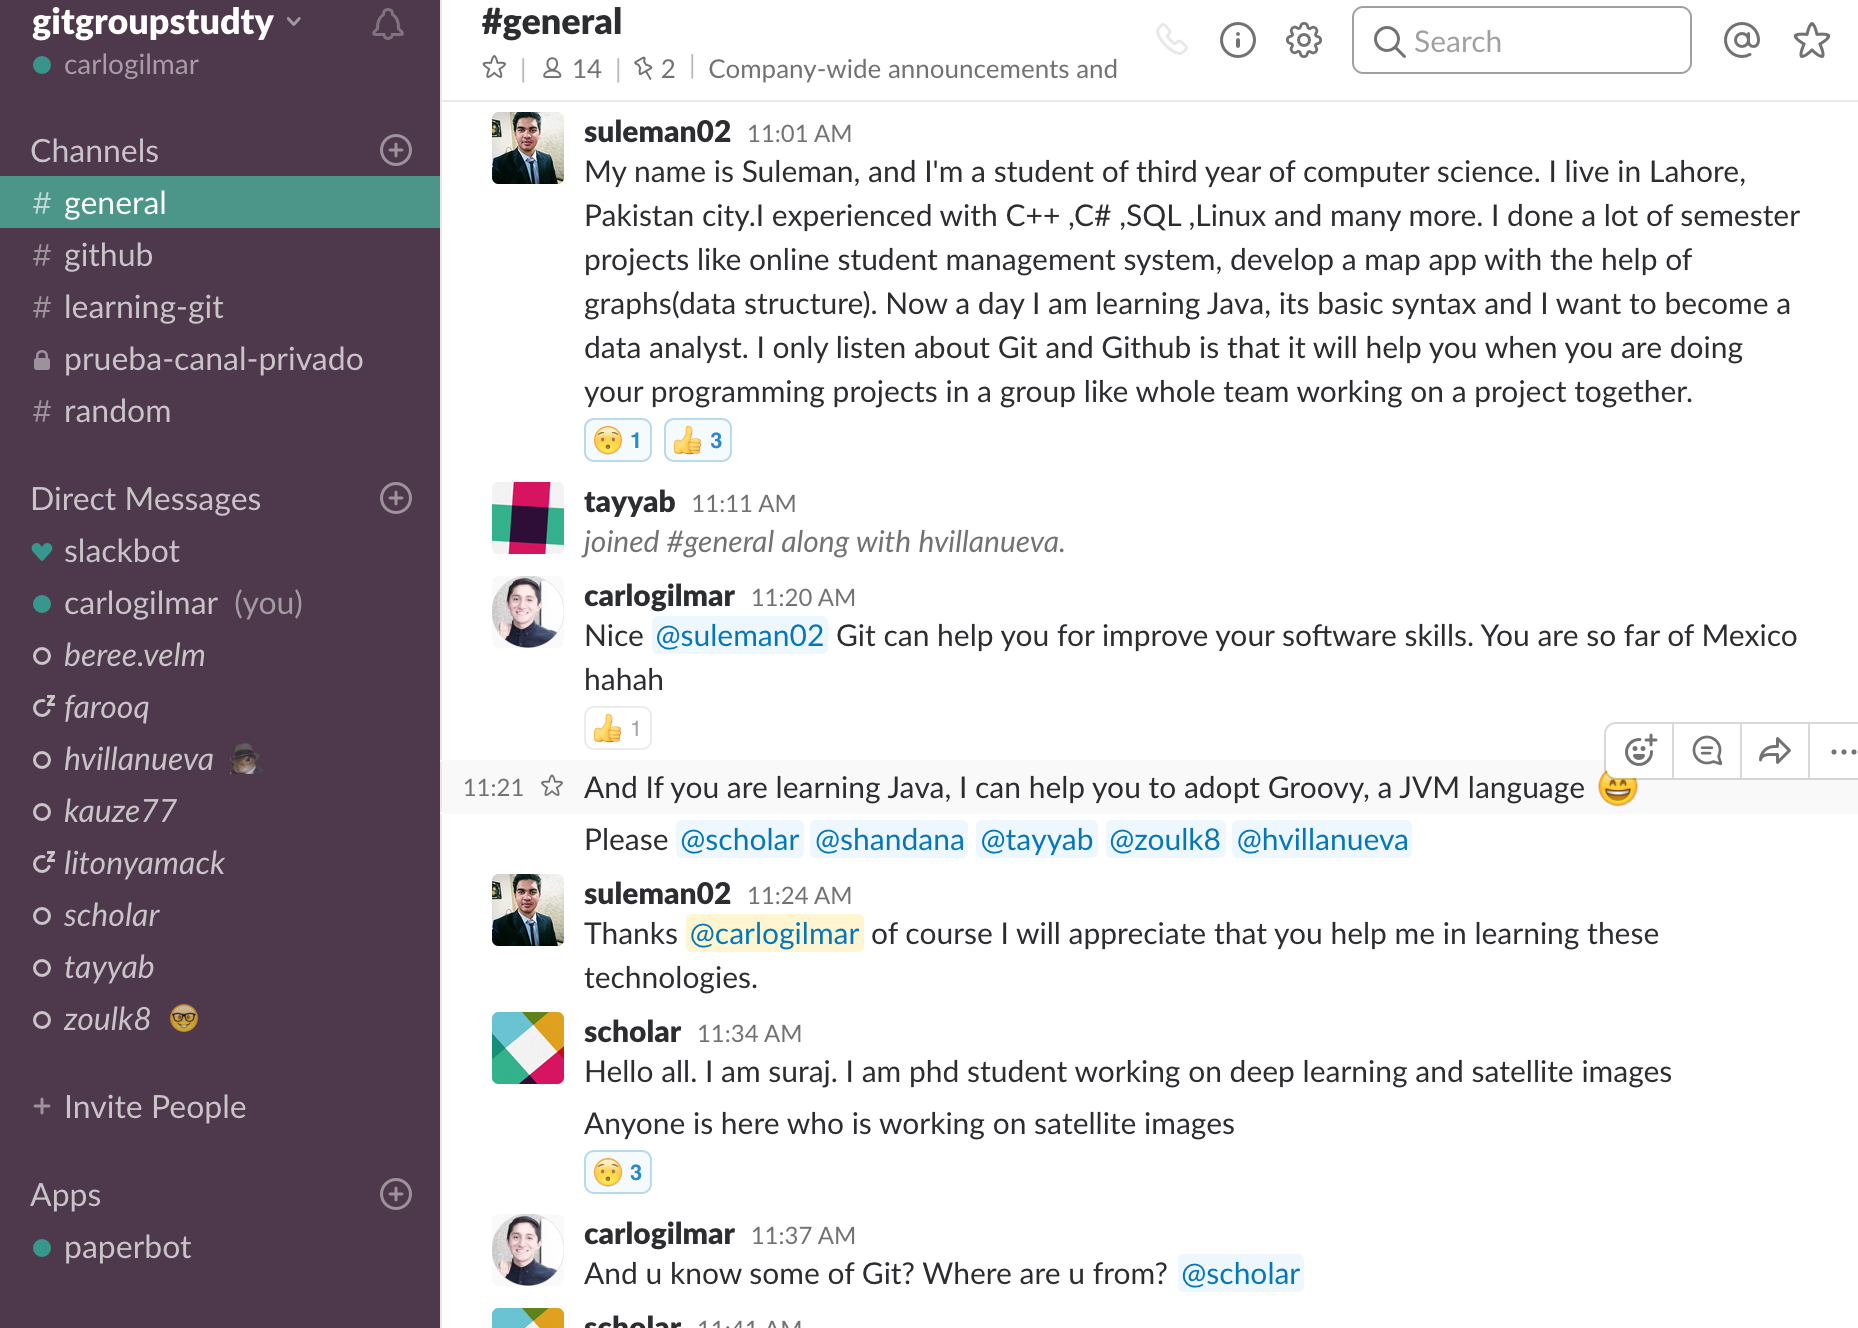 gitgroupstudty
carlogilmar
Channels
# general
# github
# learning-git
prueba-canal-privado
# random
Direct Messages
slackbot
carlogilmar (you)
beree.velm
farooq
hvillanueva
kauze77
litonyamack
scholar
tayyab
zoulk8
+ Invite People
Apps
paperbot
#general
14 | 2 | Company-wide announcements and
Search
suleman02 11:01 AM
My name is Suleman, and I'm a student of third year of computer science. I live in Lahore,
Pakistan city.I experienced with C++ ,C# ,SQL ,Linux and many more. I done a lot of semester
projects like online student management system, develop a map app with the help of
graphs(data structure). Now a day I am learning Java, its basic syntax and I want to become a
data analyst. I only listen about Git and Github is that it will help you when you are doing
your programming projects in a group like whole team working on a project together.
1 3
tayyab 11:11 AM
joined #general along with hvillanueva.
carlogilmar 11:20 AM
Nice @suleman02 Git can help you for improve your software skills. You are so far of Mexico
hahah
1
11:21 And If you are learning Java, I can help you to adopt Groovy, a JVM language
Please @scholar @shandana @tayyab @zoulk8 @hvillanueva
suleman02 11:24 AM
Thanks @carlogilmar of course I will appreciate that you help me in learning these
technologies.
scholar 11:34 AM
Hello all. I am suraj. I am phd student working on deep learning and satellite images
Anyone is here who is working on satellite images
3
carlogilmar 11:37 AM
And u know some of Git? Where are u from? @scholar
scholar 11:41 AM